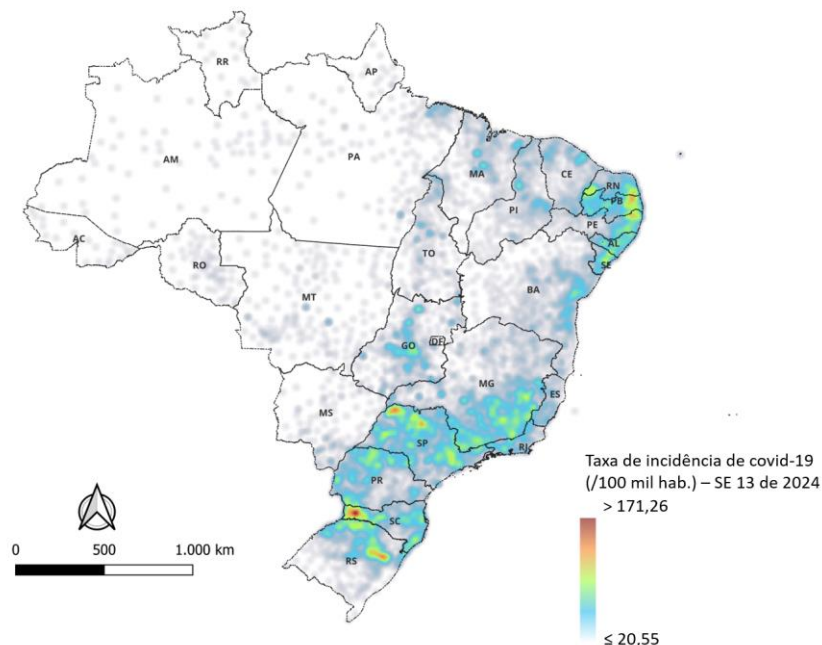 RR
AP
AM
PA
MA
CE
RN
PB
PI
PE
AC
AL
TO
SE
RO
BA
MT
GO
DF
MG
ES
MS
SP
RJ
PR
SC
RS
Taxa de incidência de covid-19
(/100 mil hab.) – SE 13 de 2024
> 171,26
≤ 20.55
0 500 1.000 km